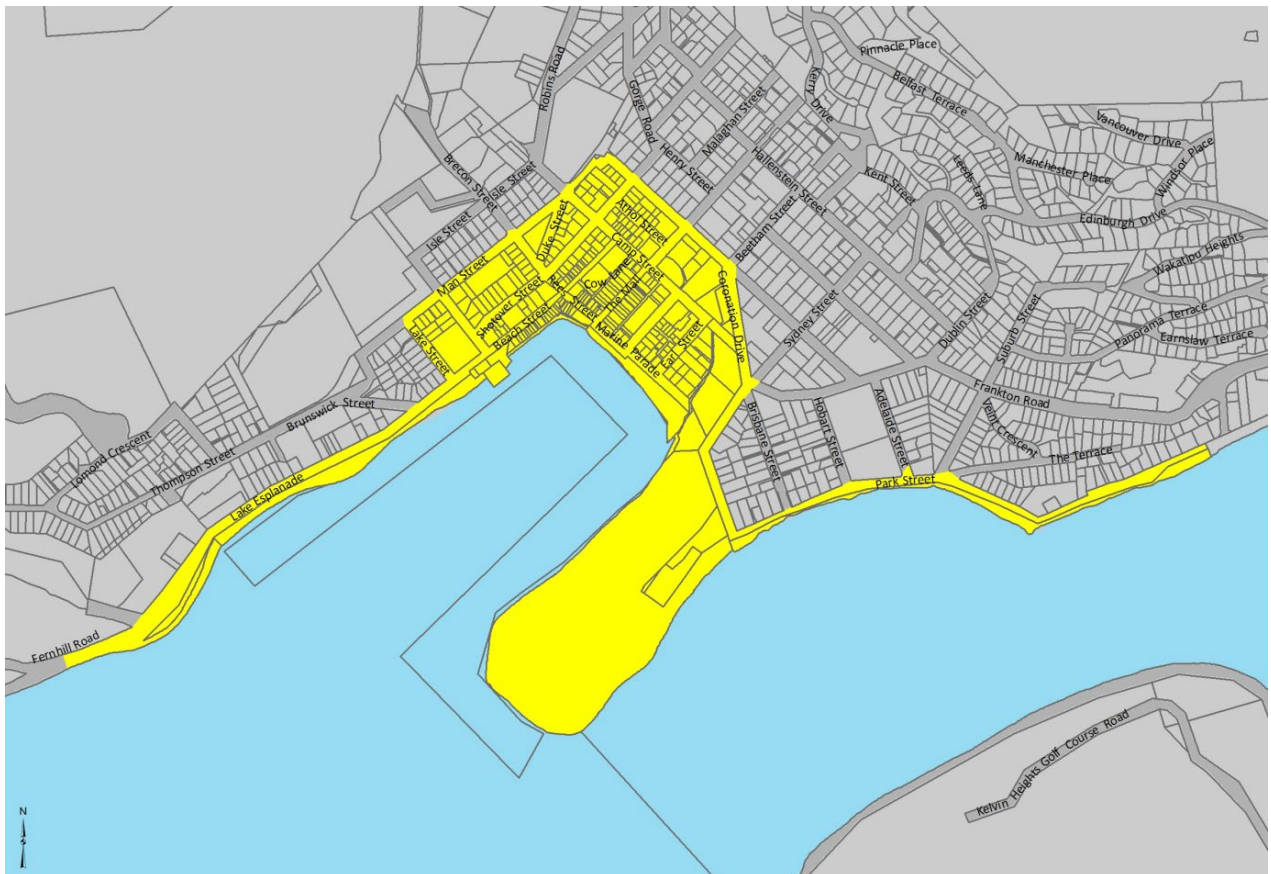 Pinnacle Place
Belfast Terrace
Robins Road
Gorge Road
Kerry Drive
Malaghan Street
Vancouver Drive
Henry Street
Hallenstein Street
Manchester Place
Windsor Place
Brecon Street
Isle Street
Kent Street
Leeds Lane
Isle Street
Duke Street
Athol Street
Beetham Street
Edinburgh Drive
Man Street
Camp Street
Wakatipu Heights
Cow Lane
The Mall
Rees Street
Shotover Street
Beach Street
Coronation Drive
Sydney Street
Dublin Street
Suburb Street
Panorama Terrace
Earnslaw Terrace
Lake Street
Marine Parade
Earl Street
Frankton Road
Brunswick Street
Brisbane Street
Hobart Street
Adelaide Street
Veint Crescent
Lomond Crescent
Thompson Street
The Terrace
Lake Esplanade
Park Street
Fernhill Road
Kelvin Heights Golf Course Road
N
S